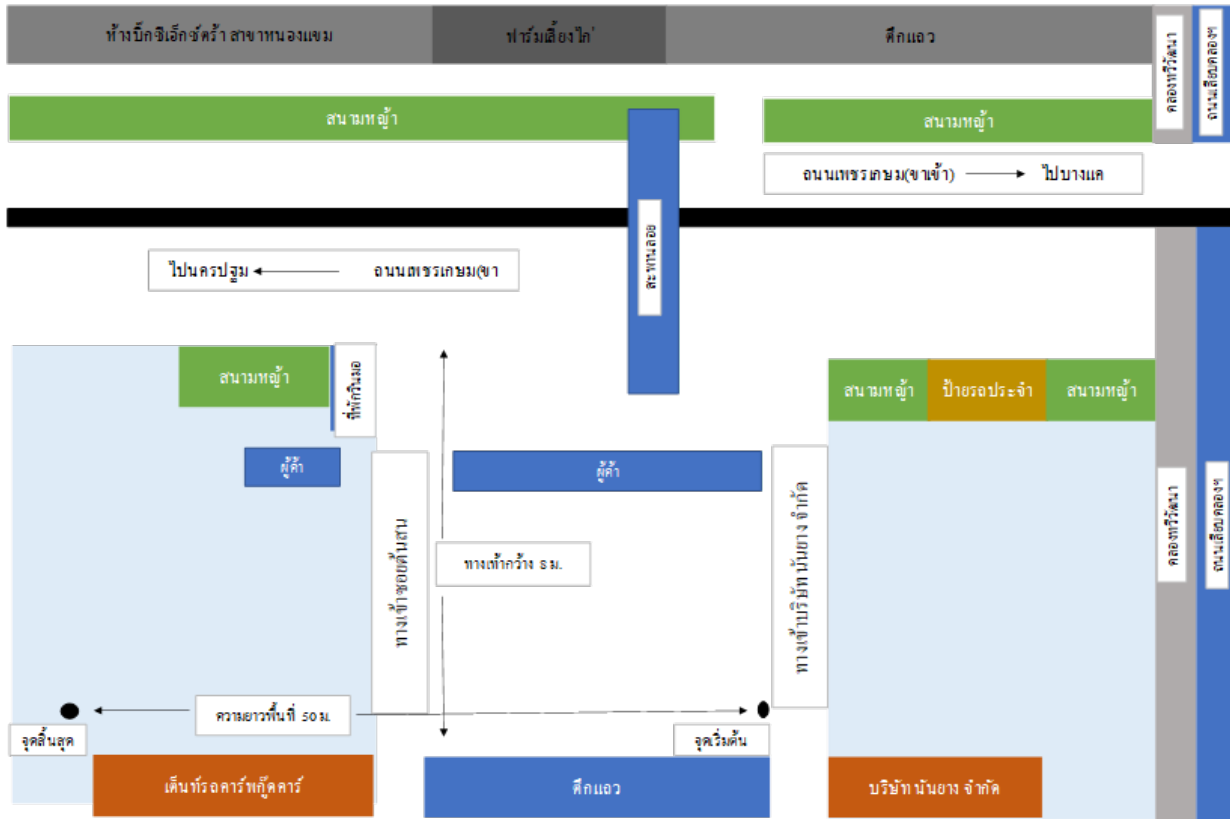 ห้างบิ๊กซีเอ็กซ์ตร้า สาขาหนองแขม
ฟาร์มเลี้ยงไก่
ตึกแถว
คลองทวีวัฒนา
ถนนเลียบคลองฯ
สนามหญ้า
สนามหญ้า
ถนนเพชรเกษม(ขาเข้า) ไปบางแค
สะพานลอย
ไปนครปฐม ถนนเพชรเกษม(ขา
สนามหญ้า
ที่พักวินมอ
สนามหญ้า
ป้ายรถประจำ
สนามหญ้า
ผู้ค้า
ผู้ค้า
ทางเข้าซอยต้นสน
ทางเท้ากว้าง 8 ม.
ทางเข้าบริษัท นันยาง จำกัด
คลองทวีวัฒนา
ถนนเลียบคลองฯ
ความยาวพื้นที่ 50 ม.
จุดสิ้นสุด
จุดเริ่มต้น
เต็นท์รถคาร์ฟกู๊ดคาร์
ตึกแถว
บริษัท นันยาง จำกัด